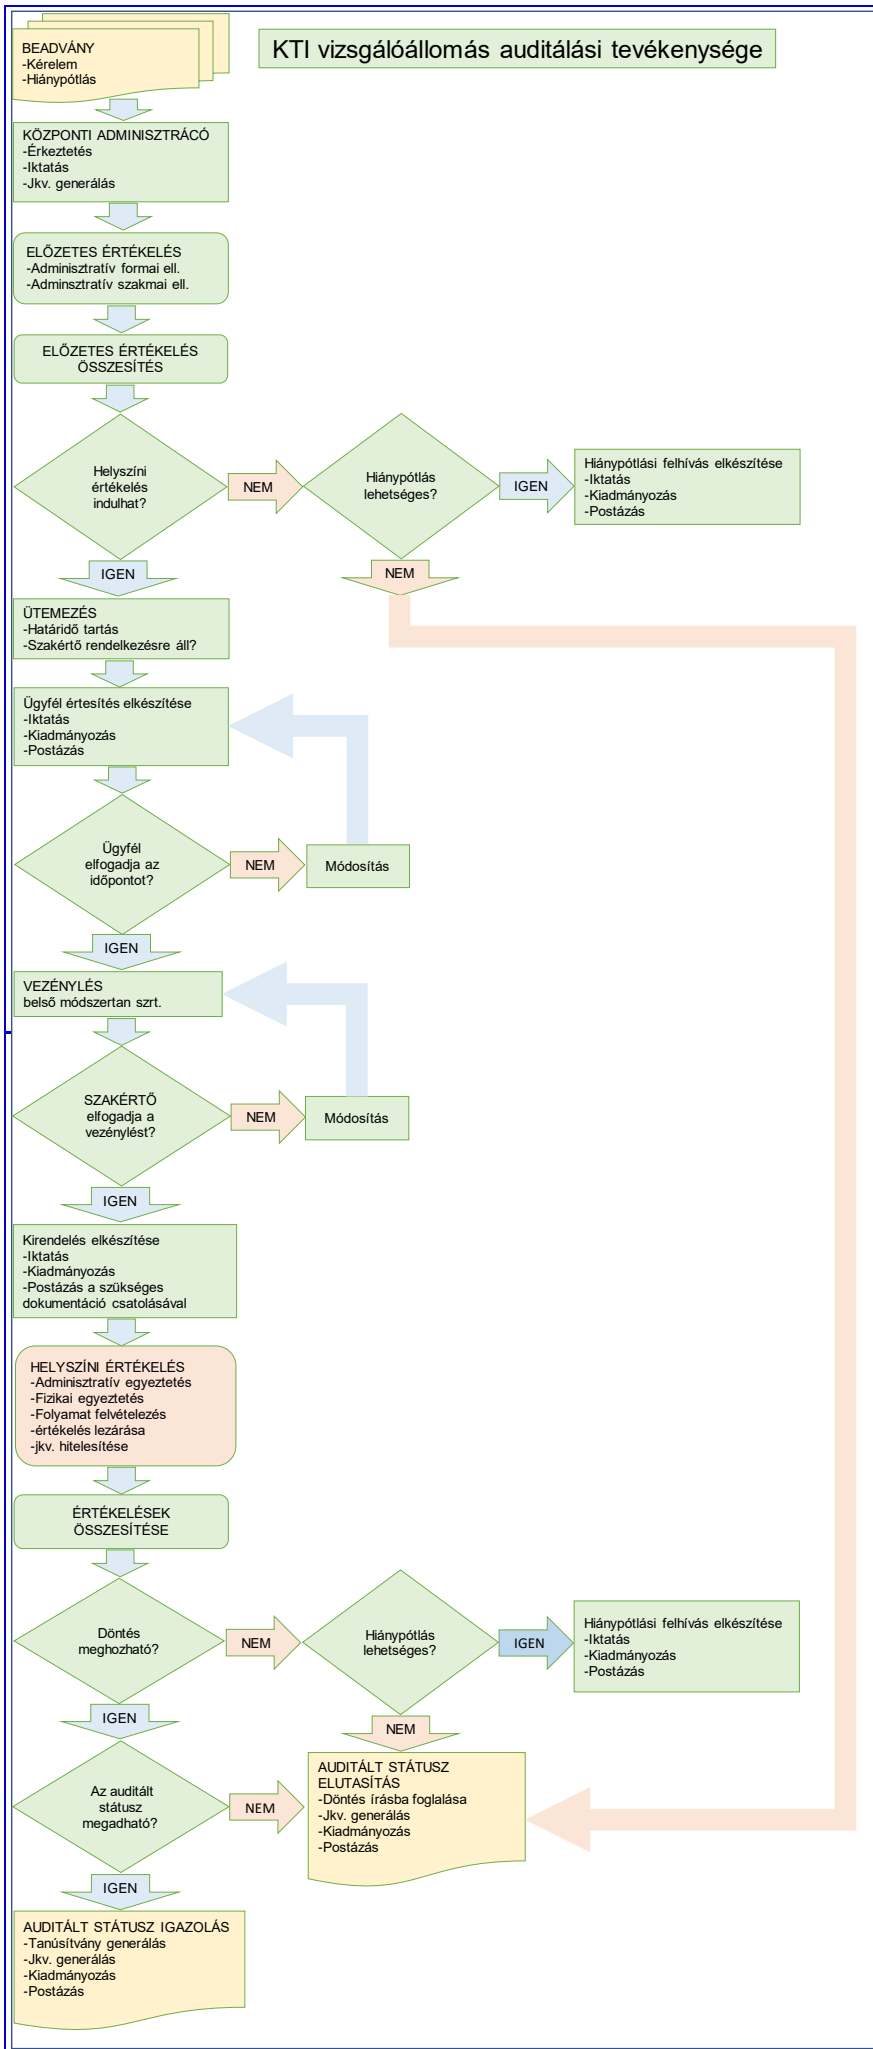 BEADVÁNY
-Kérelem
-Hiánypótlás
KTI vizsgálóállomás auditálási tevékenysége
KÖZPONTI ADMINISZTRÁCÓ
-Érkeztetés
-Iktatás
-Jkv. generálás
ELŐZETES ÉRTÉKELÉS
-Adminisztratív formai ell.
-Adminsztratív szakmai ell.
ELŐZETES ÉRTÉKELÉS
ÖSSZESÍTÉS
Helyszíni
értékelés
indulhat?
NEM
Hiánypótlás
lehetséges?
IGEN
Hiánypótlási felhívás elkészítése
-Iktatás
-Kiadmányozás
-Postázás
IGEN
NEM
ÜTEMEZÉS
-Határidő tartás
-Szakértő rendelkezésre áll?
Ügyfél értesítés elkészítése
-Iktatás
-Kiadmányozás
-Postázás
Ügyfél
elfogadja az
időpontot?
NEM
Módosítás
IGEN
VEZÉNYLÉS
belső módszertan szrt.
SZAKÉRTŐ
elfogadja a
vezénylést?
NEM
Módosítás
IGEN
Kirendelés elkészítése
-Iktatás
-Kiadmányozás
-Postázás a szükséges
dokumentáció csatolásával
HELYSZÍNI ÉRTÉKELÉS
-Adminisztratív egyeztetés
-Fizikai egyeztetés
-Folyamat felvételezés
-értékelés lezárása
-jkv. hitelesítése
ÉRTÉKELÉSEK
ÖSSZESÍTÉSE
Döntés
meghozható?
NEM
Hiánypótlás
lehetséges?
IGEN
Hiánypótlási felhívás elkészítése
-Iktatás
-Kiadmányozás
-Postázás
IGEN
NEM
Az auditált
státusz
megadható?
NEM
AUDITÁLT STÁTUSZ
ELUTASÍTÁS
-Döntés írásba foglalása
-Jkv. generálás
-Kiadmányozás
-Postázás
IGEN
AUDITÁLT STÁTUSZ IGAZOLÁS
-Tanúsítvány generálás
-Jkv. generálás
-Kiadmányozás
-Postázás